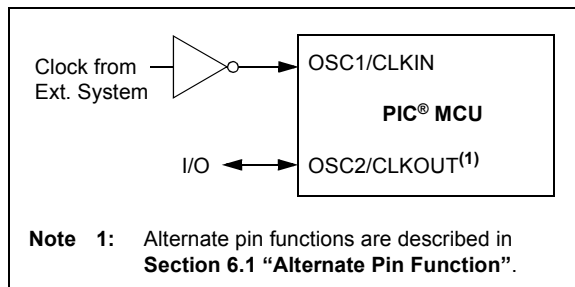 Clock from
Ext. System
OSC1/CLKIN
PIC® MCU
I/O
OSC2/CLKOUT(1)
Note 1: Alternate pin functions are described in
Section 6.1 “Alternate Pin Function”.